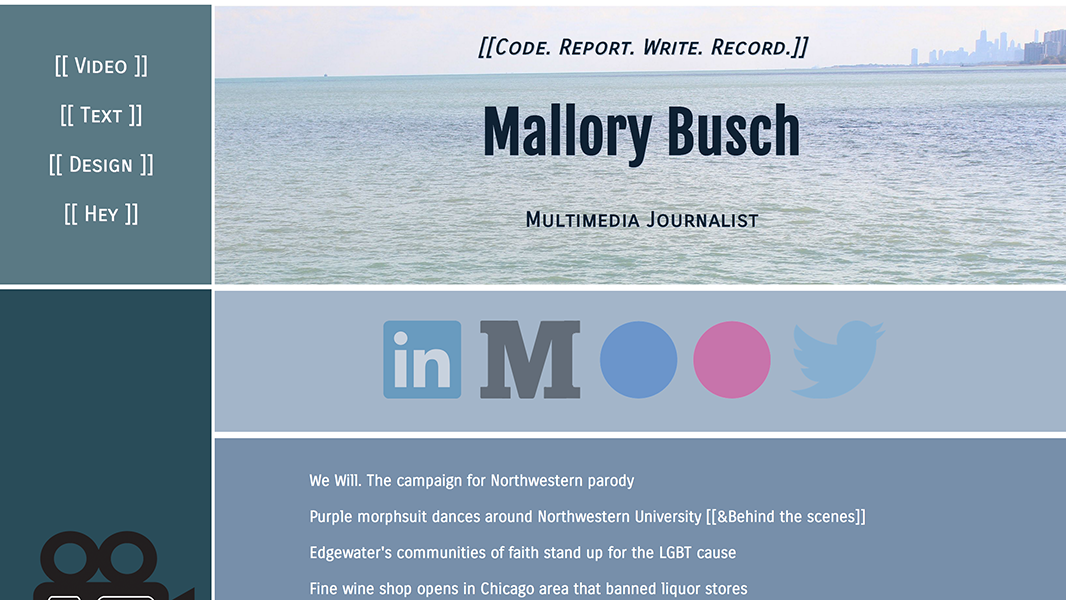 [[ Video ]]
[[ Text ]]
[[ Design ]]
[[ Hey ]]
[[Code. Report. Write. Record.]]
Mallory Busch
Multimedia Journalist
in
M
We Will. The campaign for Northwestern parody
Purple morphsuit dances around Northwestern University [[&Behind the scenes]]
Edgewater's communities of faith stand up for the LGBT cause
Fine wine shop opens in Chicago area that banned liquor stores